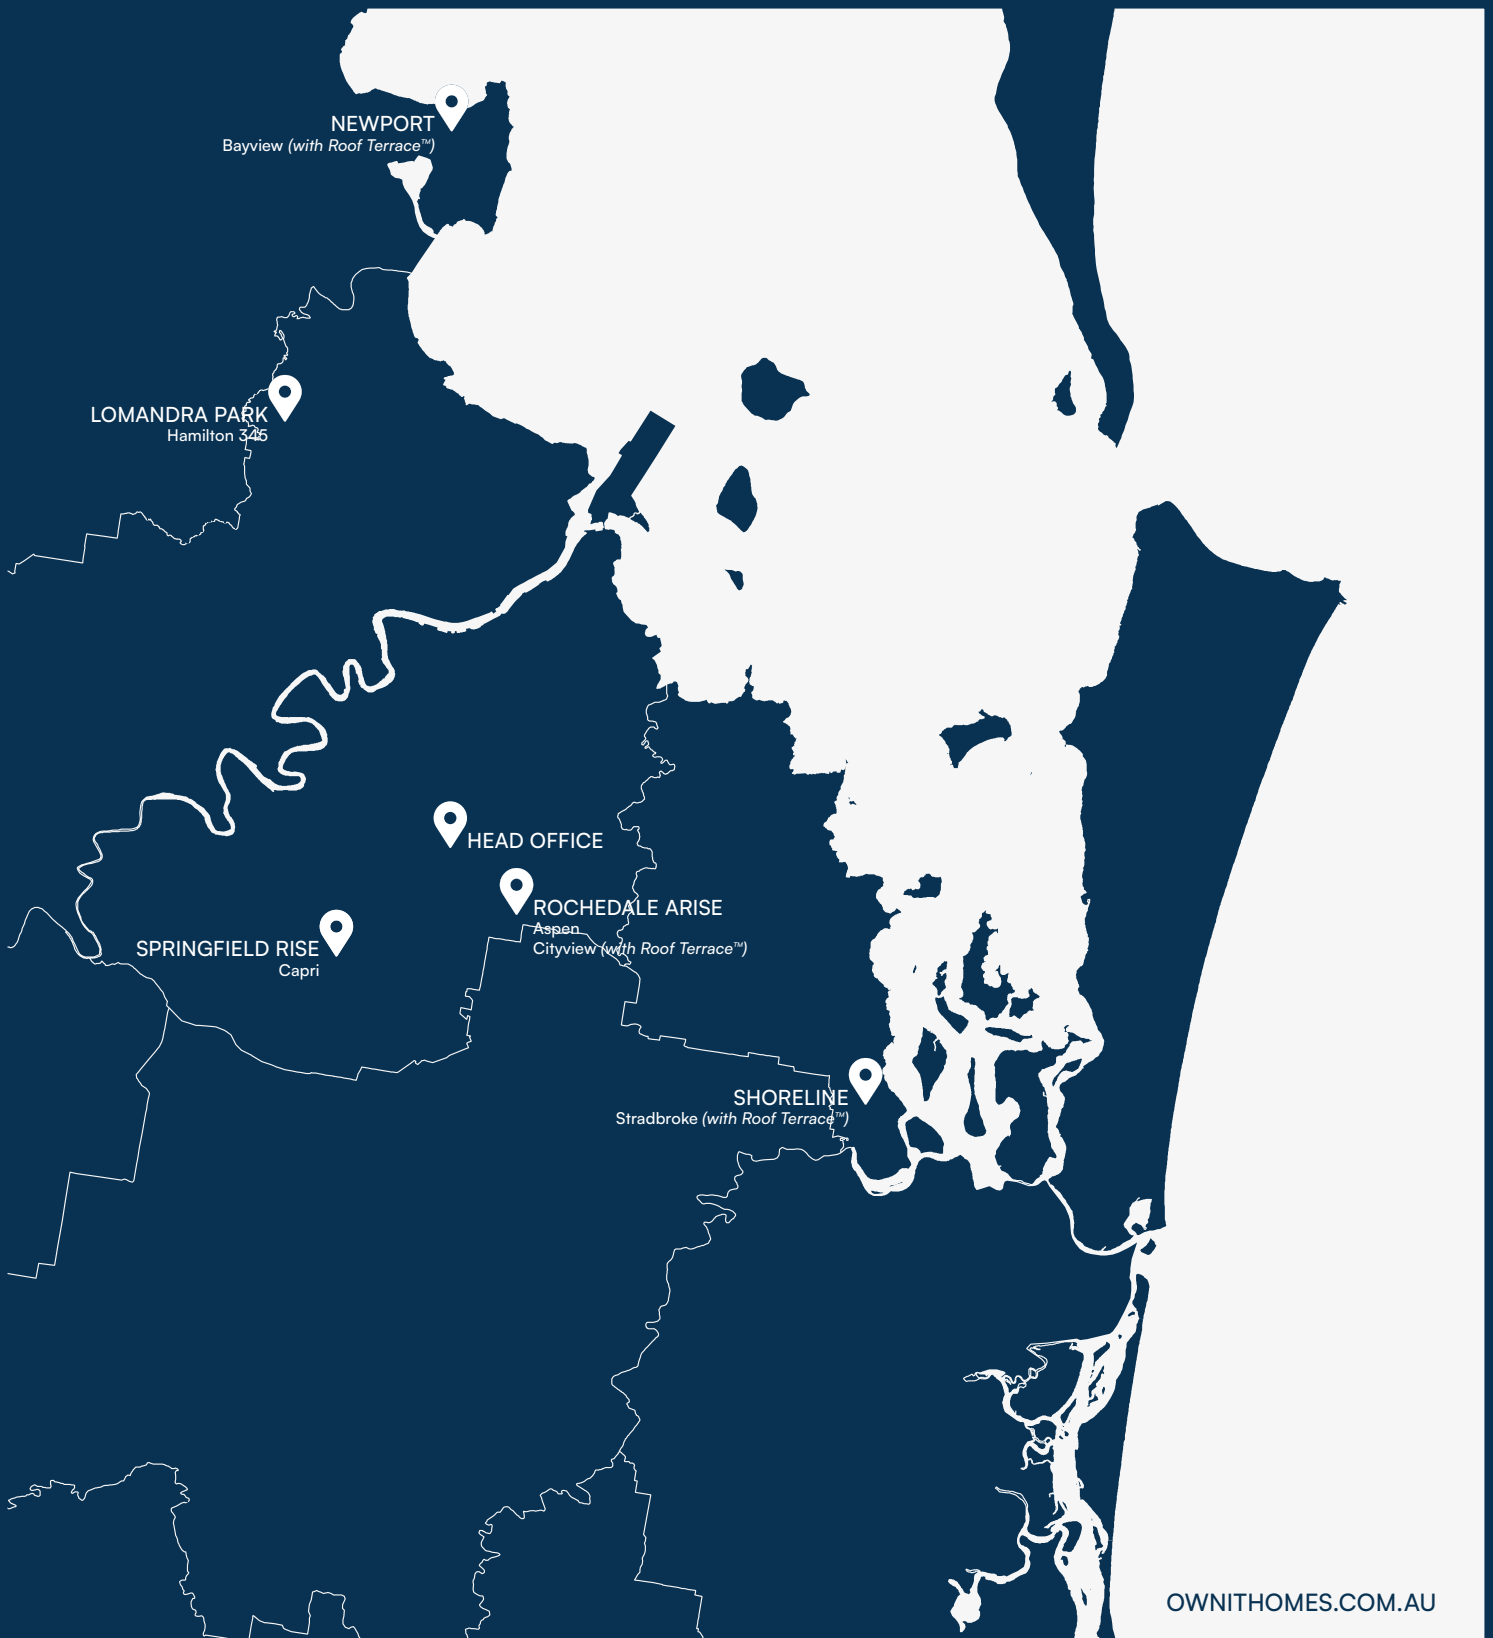 NEWPORT
Bayview (with Roof Terrace™)
LOMANDRA PARK
Hamilton 345
HEAD OFFICE
ROCHEDALE ARISE
Aspen
Cityview (with Roof Terrace™)
SPRINGFIELD RISE
Capri
SHORELINE
Stradbroke (with Roof Terrace™)
OWNITHOMES.COM.AU